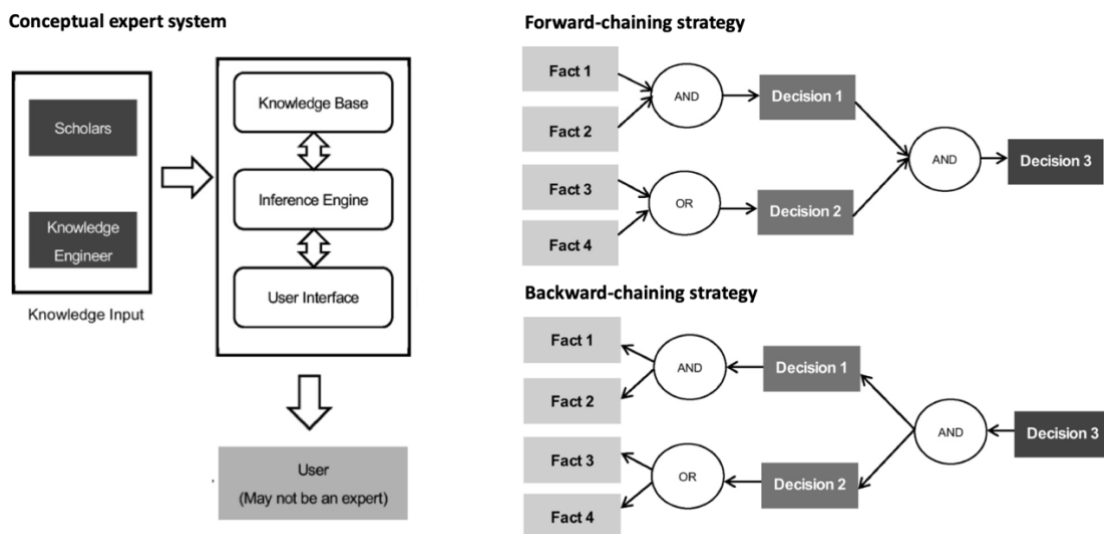 Conceptual expert system
Scholars
Knowledge
Engineer
Knowledge Input
Knowledge Base
Inference Engine
User Interface
User
(May not be an expert)
Forward-chaining strategy
Fact 1
Fact 2
AND
Decision 1
Fact 3
Fact 4
OR
Decision 2
AND
Decision 3
Backward-chaining strategy
Fact 1
Fact 2
AND
Decision 1
Fact 3
Fact 4
OR
Decision 2
AND
Decision 3